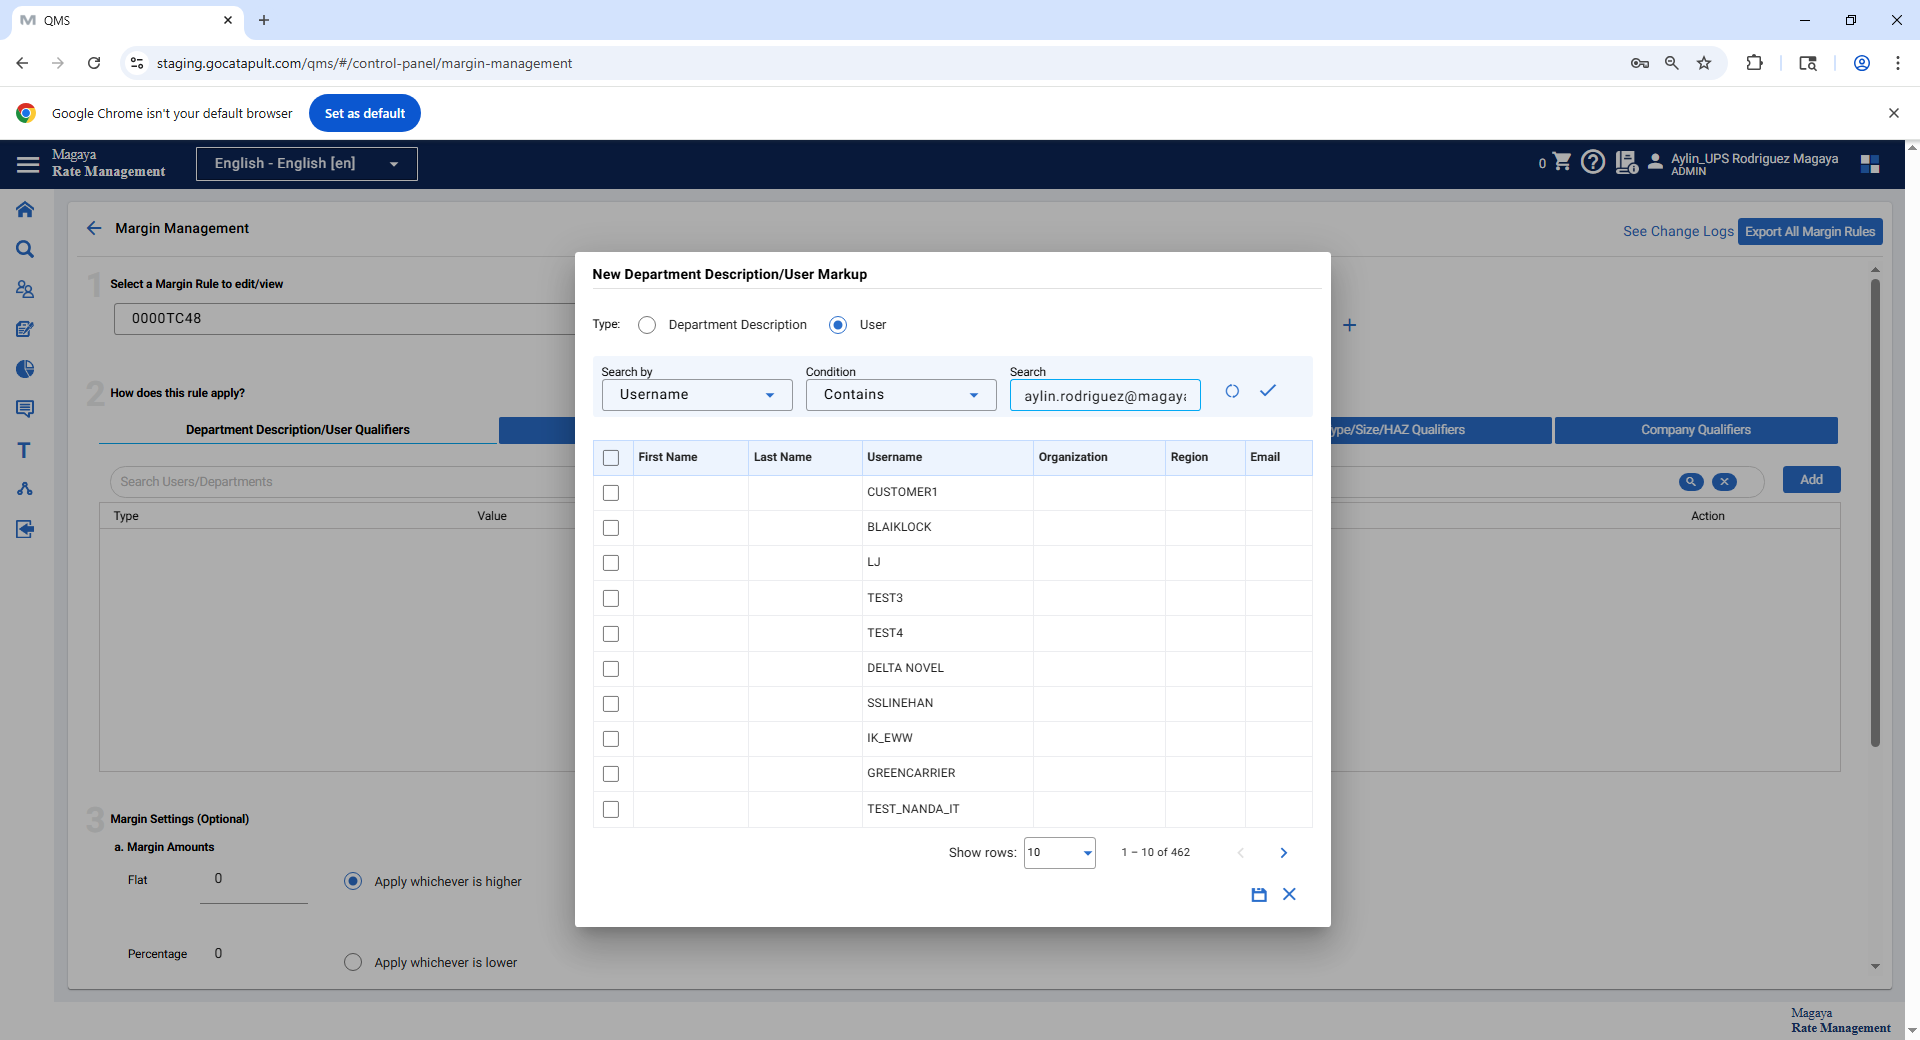 QMS
staging.gocatapult.com/qms/#/control-panel/margin-management
Google Chrome isn't your default browser
Set as default
Magaya
Rate Management
English - English [en]
0
Aylin_UPS Rodriguez Magaya
ADMIN
Margin Management
See Change Logs
Export All Margin Rules
1
Select a Margin Rule to edit/view
0000TC48
2
How does this rule apply?
Department Description/User Qualifiers
ype/Size/HAZ Qualifiers
Company Qualifiers
Search Users/Departments
Add
Type
Value
Action
3
Margin Settings (Optional)
a. Margin Amounts
Flat
0
Apply whichever is higher
Percentage
0
Apply whichever is lower
New Department Description/User Markup
Type:
Department Description
User
Search by
Condition
Search
Username
Contains
aylin.rodriguez@magaya
First Name
Last Name
Username
Organization
Region
Email
CUSTOMER1
BLAIKLOCK
LJ
TEST3
TEST4
DELTA NOVEL
SSLINEHAN
IK_EWW
GREENCARRIER
TEST_NANDA_IT
Show rows:
10
1 – 10 of 462
Magaya
Rate Management